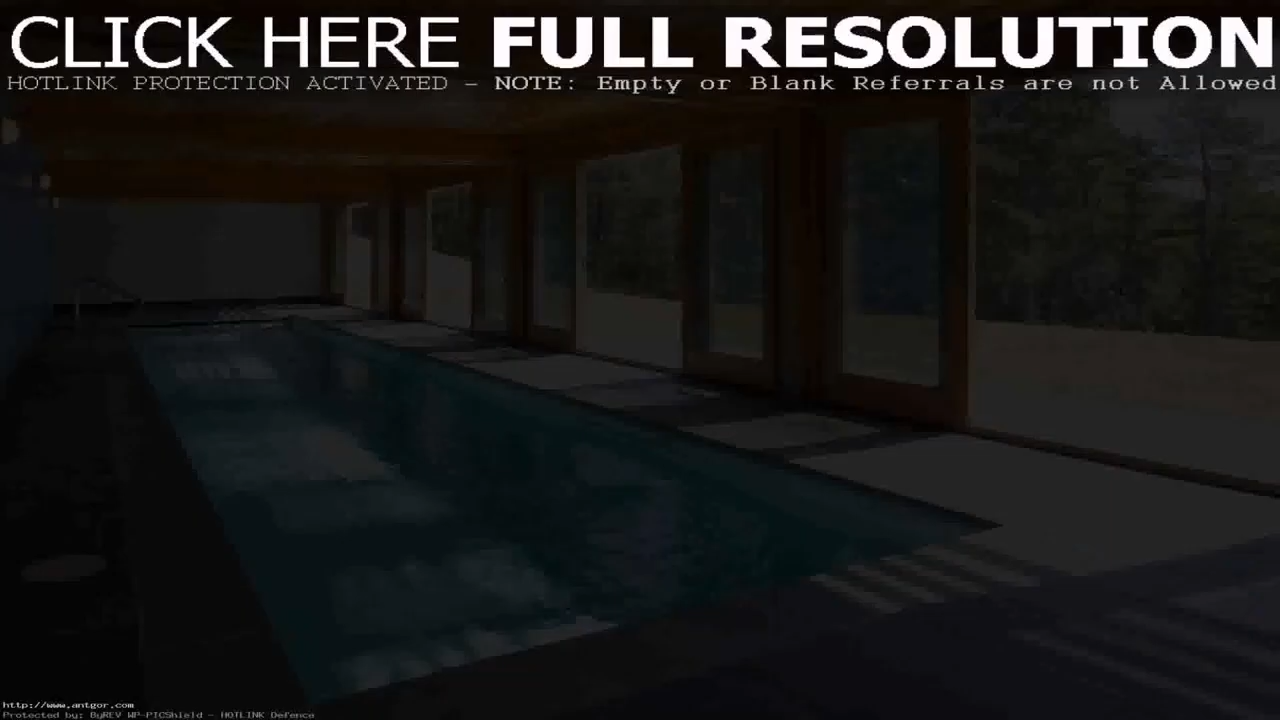 CLICK HERE FULL RESOLUTION
HOTLINK PROTECTION ACTIVATED - NOTE: Empty or Blank Referrals are not Allowed
http://www.antgor.com
Protected by: ByREV WP-PICShield - HOTLINK Defence